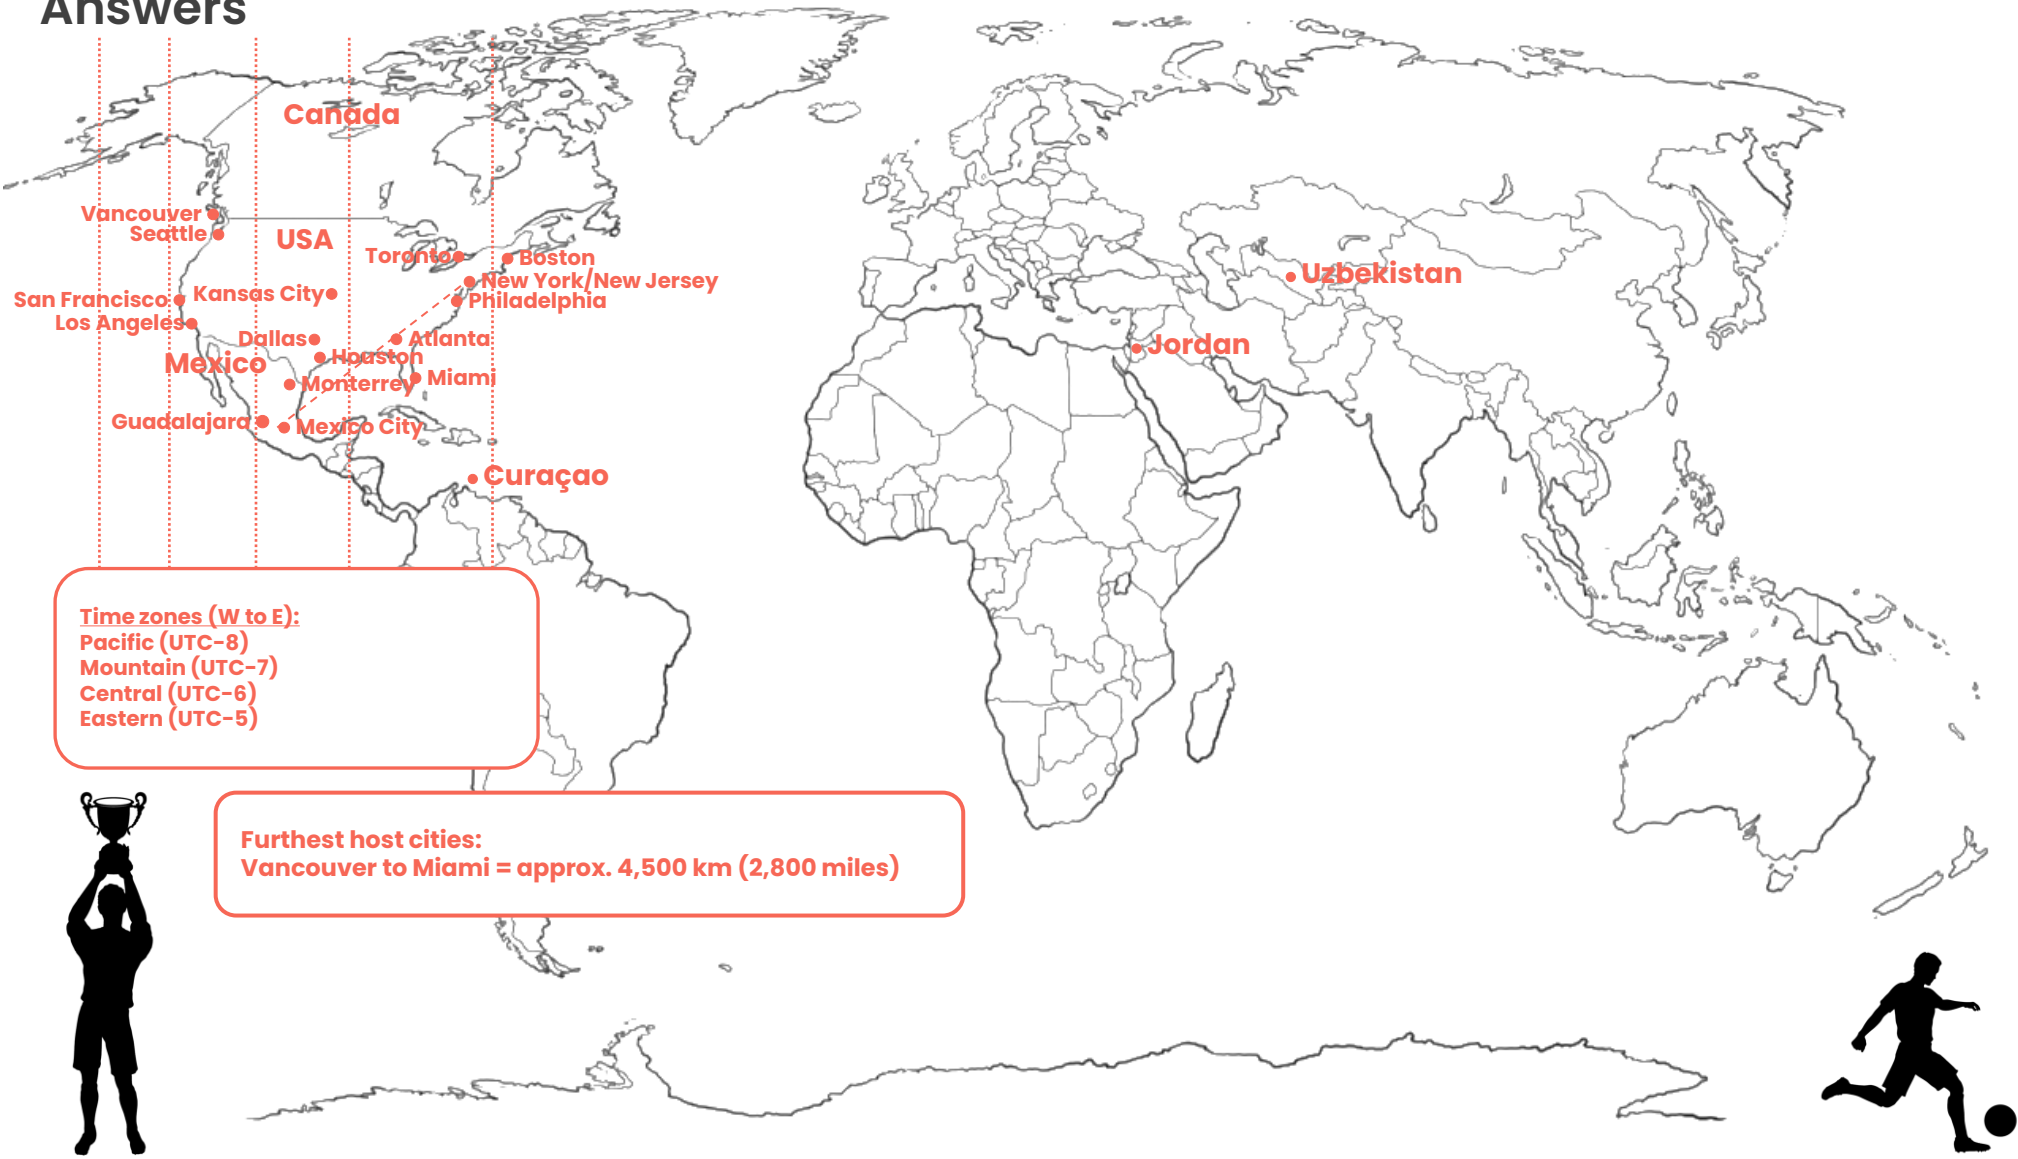 Answers
Canada
Vancouver
Seattle
USA
Toronto
Boston
New York/New Jersey
Philadelphia
San Francisco
Kansas City
Los Angeles
Dallas
Atlanta
Houston
Mexico
Monterrey
Miami
Guadalajara
Mexico City
Curaçao
Uzbekistan
Jordan
Time zones (W to E):
Pacific (UTC-8)
Mountain (UTC-7)
Central (UTC-6)
Eastern (UTC-5)
Furthest host cities:
Vancouver to Miami = approx. 4,500 km (2,800 miles)